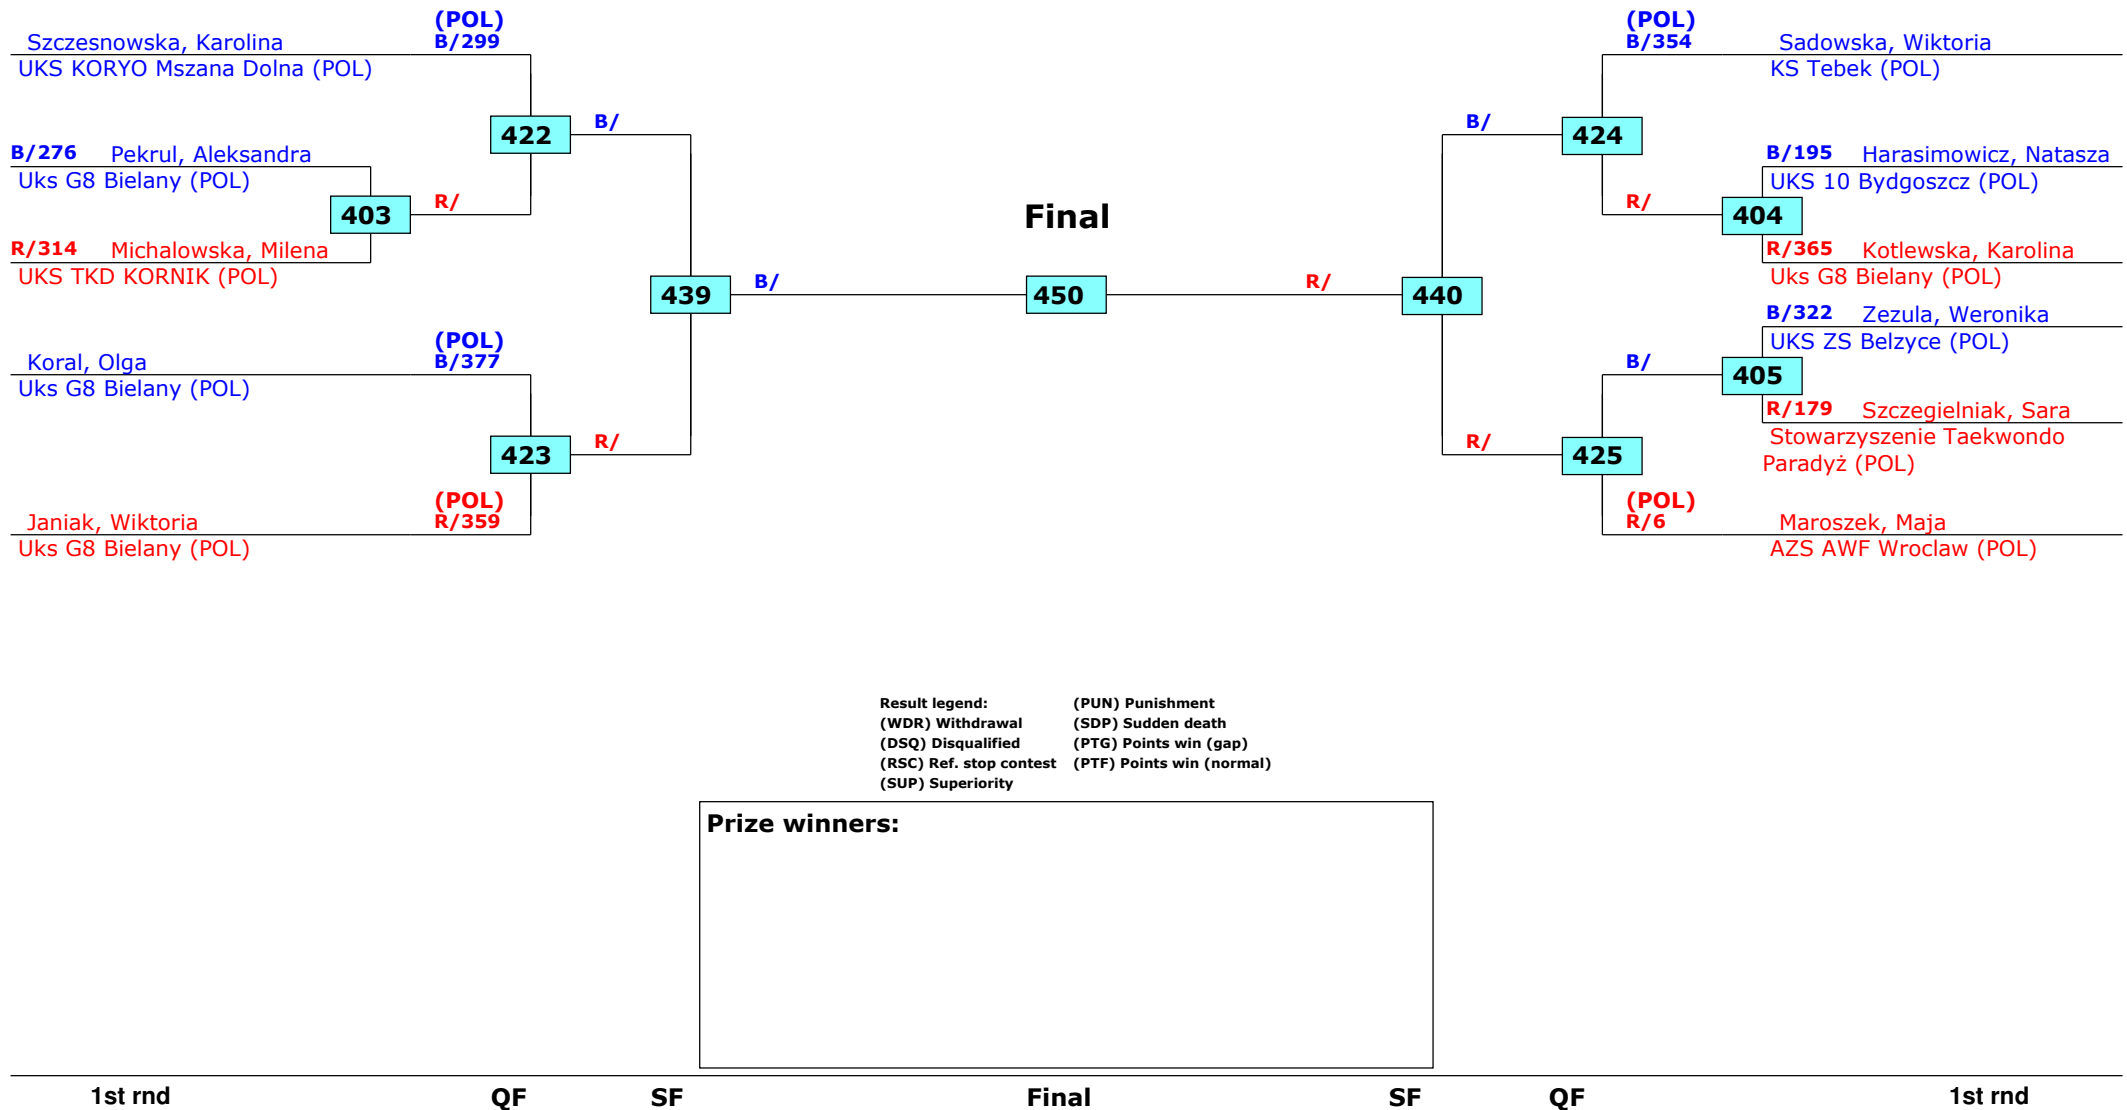 (POL)
Szczesnowska, Karolina B/299
UKS KORYO Mszana Dolna (POL)
422
B/
B/276 Pekrul, Aleksandra
Uks G8 Bielany (POL)
403
R/
R/314 Michalowska, Milena
UKS TKD KORNIK (POL)
439
B/
(POL)
Koral, Olga B/377
Uks G8 Bielany (POL)
423
R/
(POL)
Janiak, Wiktoria R/359
Uks G8 Bielany (POL)
Final
450
(POL)
B/354 Sadowska, Wiktoria
KS Tebek (POL)
B/
424
B/195 Harasimowicz, Natasza
UKS 10 Bydgoszcz (POL)
R/
404
R/365 Kotlewska, Karolina
Uks G8 Bielany (POL)
R/
440
B/322 Zezula, Weronika
UKS ZS Belzyce (POL)
B/
405
R/179 Szczegielniak, Sara
Stowarzyszenie Taekwondo
Paradyż (POL)
R/
425
(POL)
R/6 Maroszek, Maja
AZS AWF Wroclaw (POL)
Result legend: (PUN) Punishment
(WDR) Withdrawal (SDP) Sudden death
(DSQ) Disqualified (PTG) Points win (gap)
(RSC) Ref. stop contest (PTF) Points win (normal)
(SUP) Superiority
Prize winners:
1st rnd QF SF Final SF QF 1st rnd